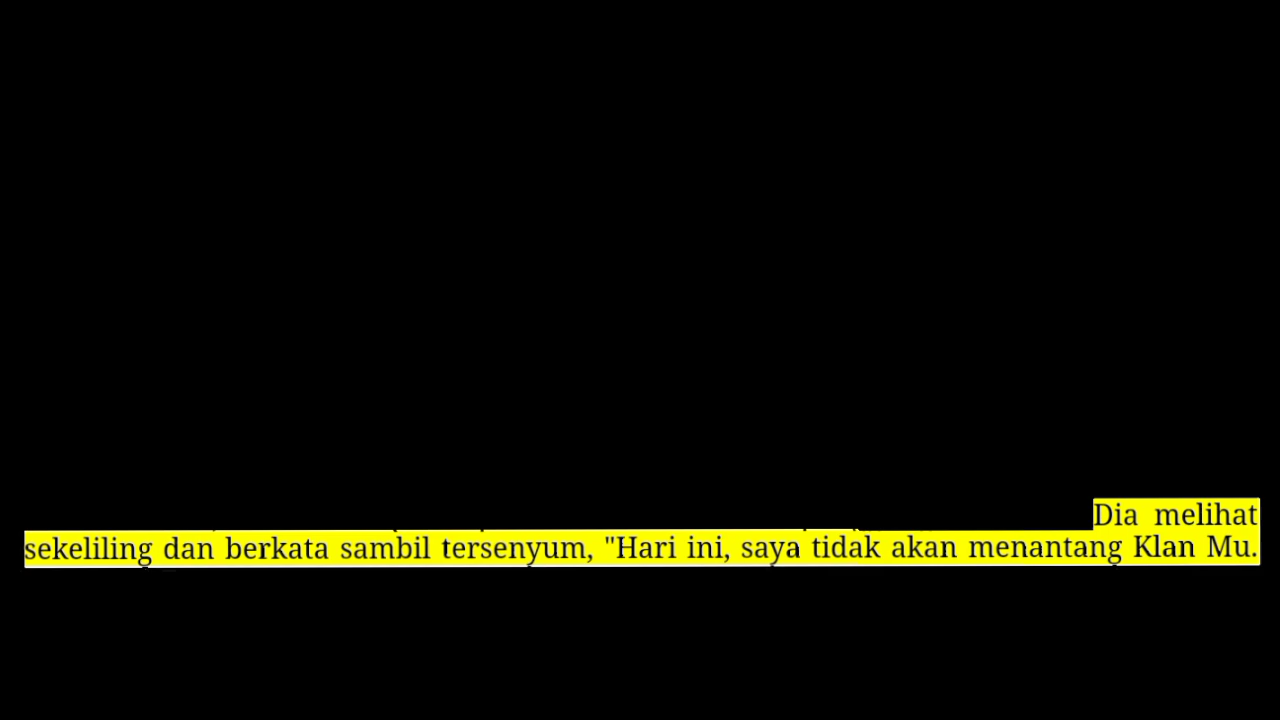 Dia melihat
sekeliling dan berkata sambil tersenyum, "Hari ini, saya tidak akan menantang Klan Mu.